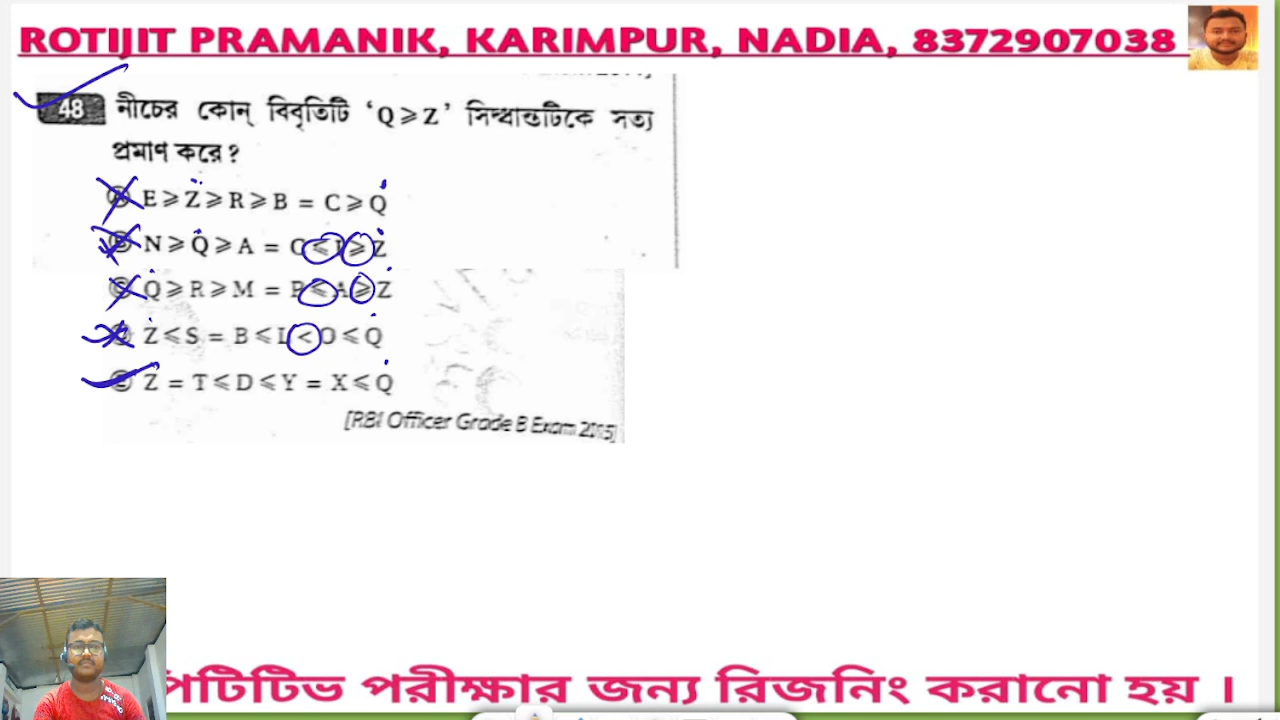 ROTIJIT PRAMANIK, KARIMPUR, NADIA, 8372907038
48 নীচের কোন্ বিবৃতিটি ‘Q ⩾ Z’ সিদ্ধান্তটিকে সত্য
প্রমাণ করে ?
E ⩾ Z ⩾ R ⩾ B = C ⩾ Q
N ⩾ Q ⩾ A = C ⩽ I ⩾ Z
Q ⩾ R ⩾ M = P ⩽ A ⩾ Z
Z ⩽ S = B ⩽ L < O ⩽ Q
Z = T ⩽ D ⩽ Y = X ⩽ Q
[RBI Officer Grade B Exam 2015]
পিটিটিভ পরীক্ষার জন্য রিজনিং করানো হয় ।